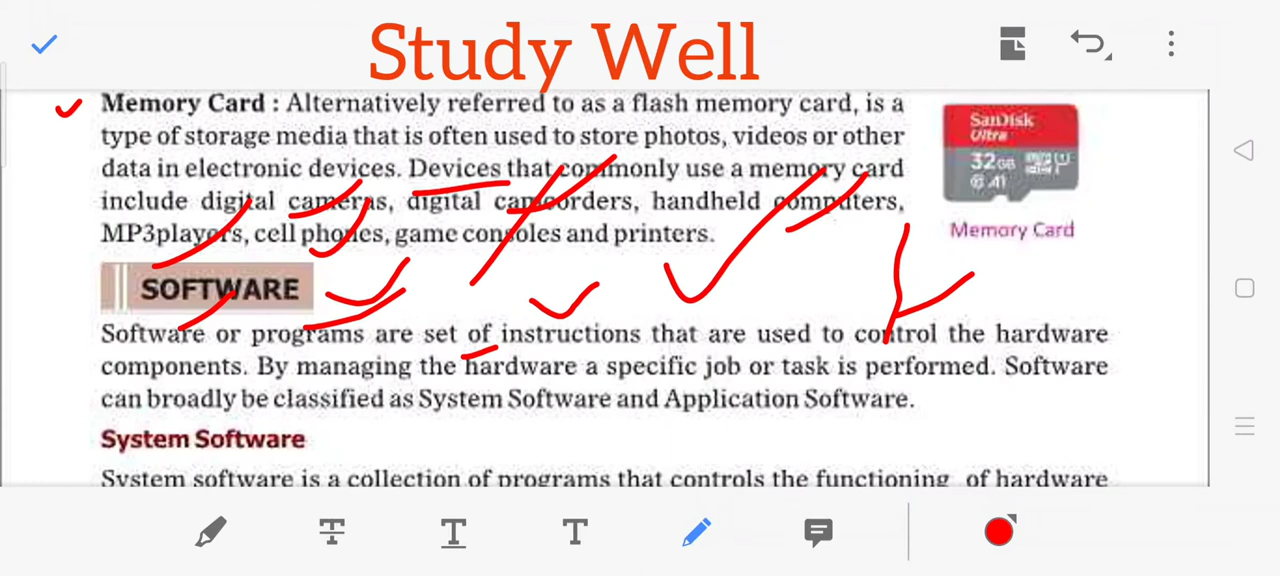 Study Well
Memory Card : Alternatively referred to as a flash memory card, is a
type of storage media that is often used to store photos, videos or other
data in electronic devices. Devices that commonly use a memory card
include digital cameras, digital camcorders, handheld computers,
MP3players, cell phones, game consoles and printers.
SanDisk
Ultra
32GB
A1
Memory Card
SOFTWARE
Software or programs are set of instructions that are used to control the hardware
components. By managing the hardware a specific job or task is performed. Software
can broadly be classified as System Software and Application Software.
System Software
System software is a collection of programs that controls the functioning of hardware
T
T
T